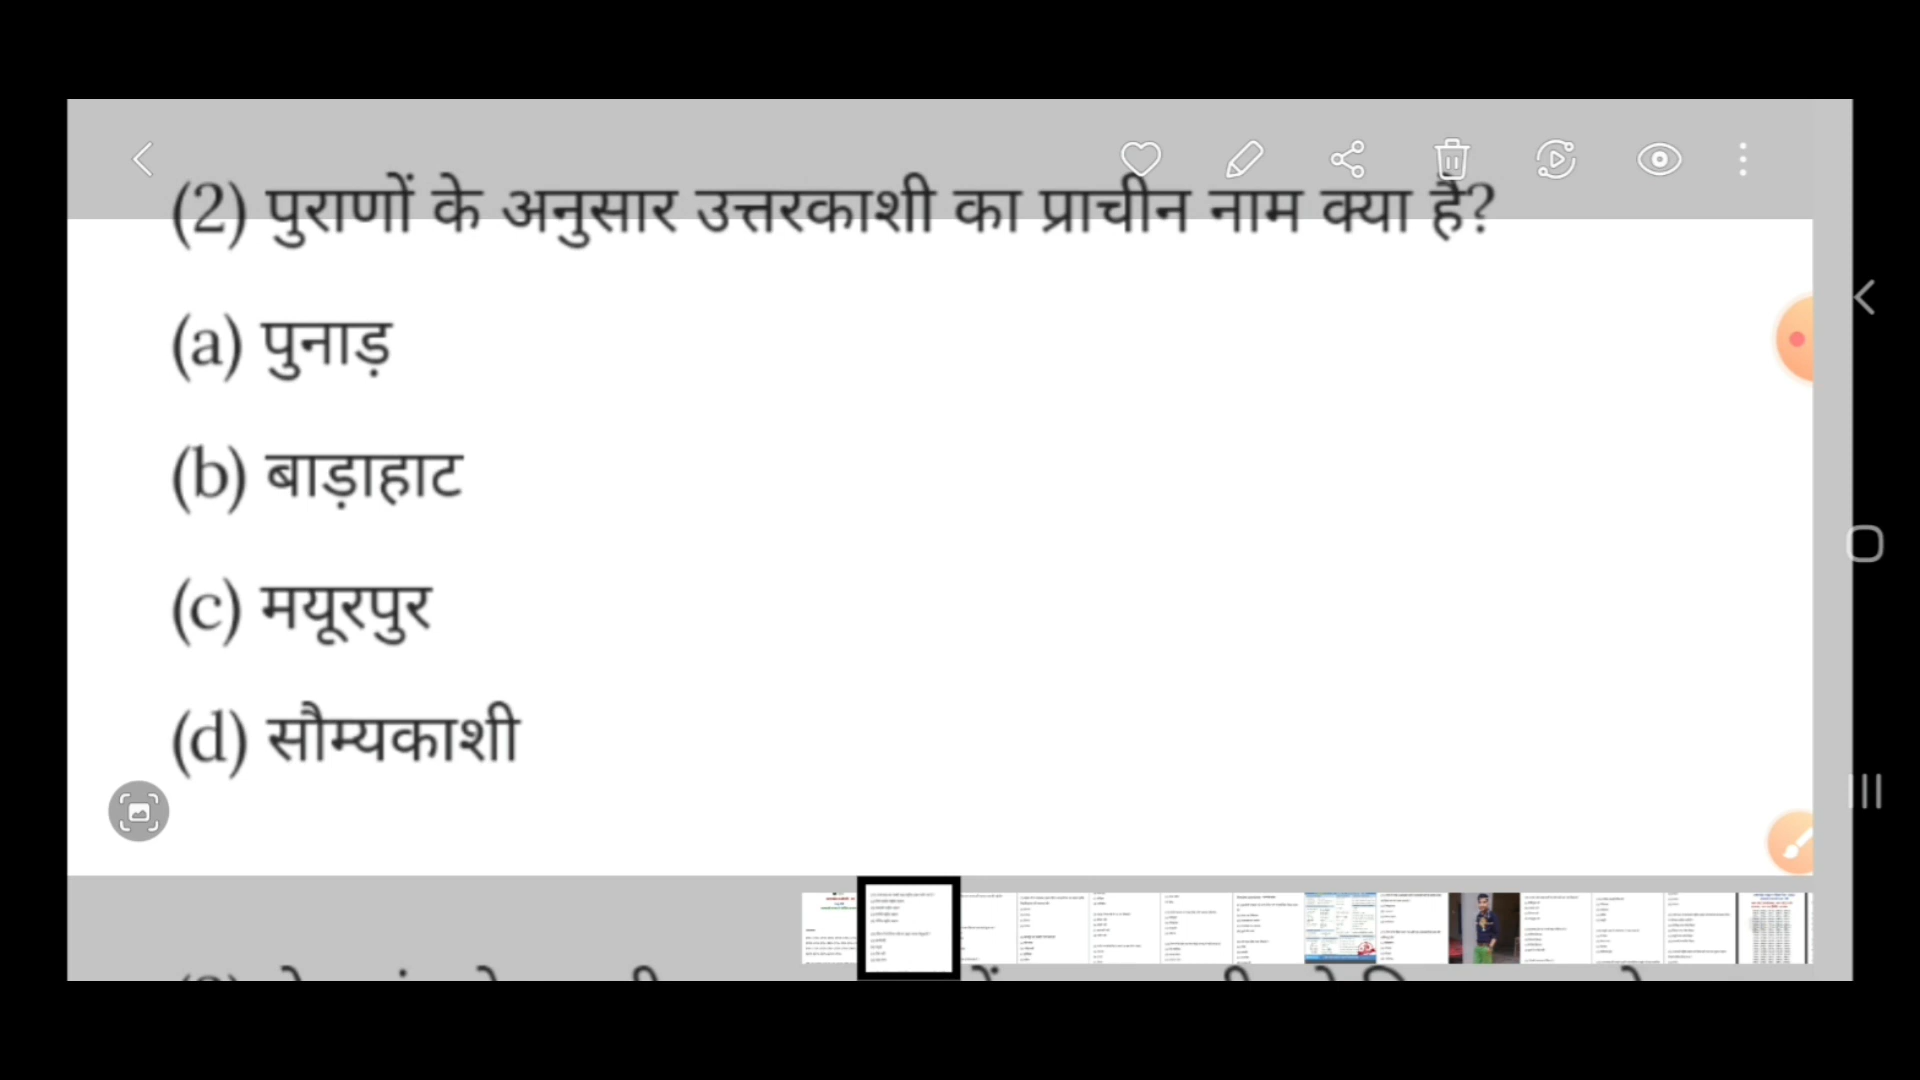 (2) पुराणों के अनुसार उत्तरकाशी का प्राचीन नाम क्या है?
(a) पुनाड़
(b) बाड़ाहाट
(c) मयूरपुर
(d) सौम्यकाशी